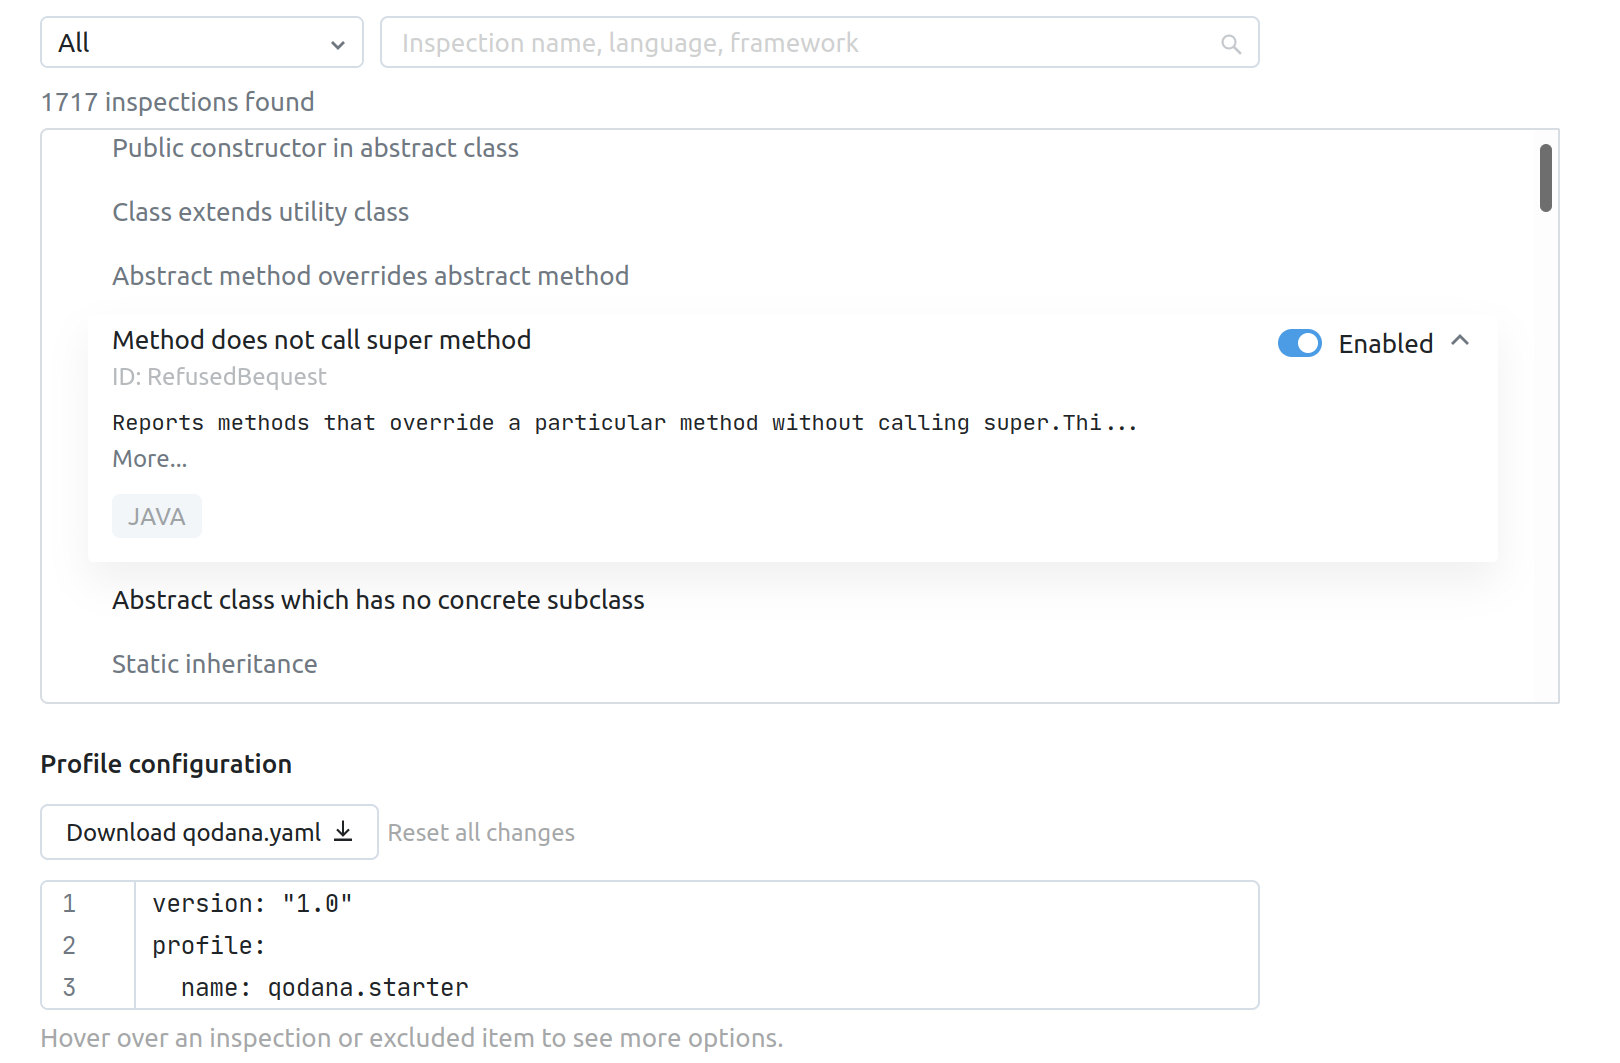 All
Inspection name, language, framework
1717 inspections found
Public constructor in abstract class
Class extends utility class
Abstract method overrides abstract method
Method does not call super method
Enabled
ID: RefusedBequest
Reports methods that override a particular method without calling super.Thi...
More...
JAVA
Abstract class which has no concrete subclass
Static inheritance
Profile configuration
Download qodana.yaml
Reset all changes
1 version: "1.0"
2 profile:
3 name: qodana.starter
Hover over an inspection or excluded item to see more options.